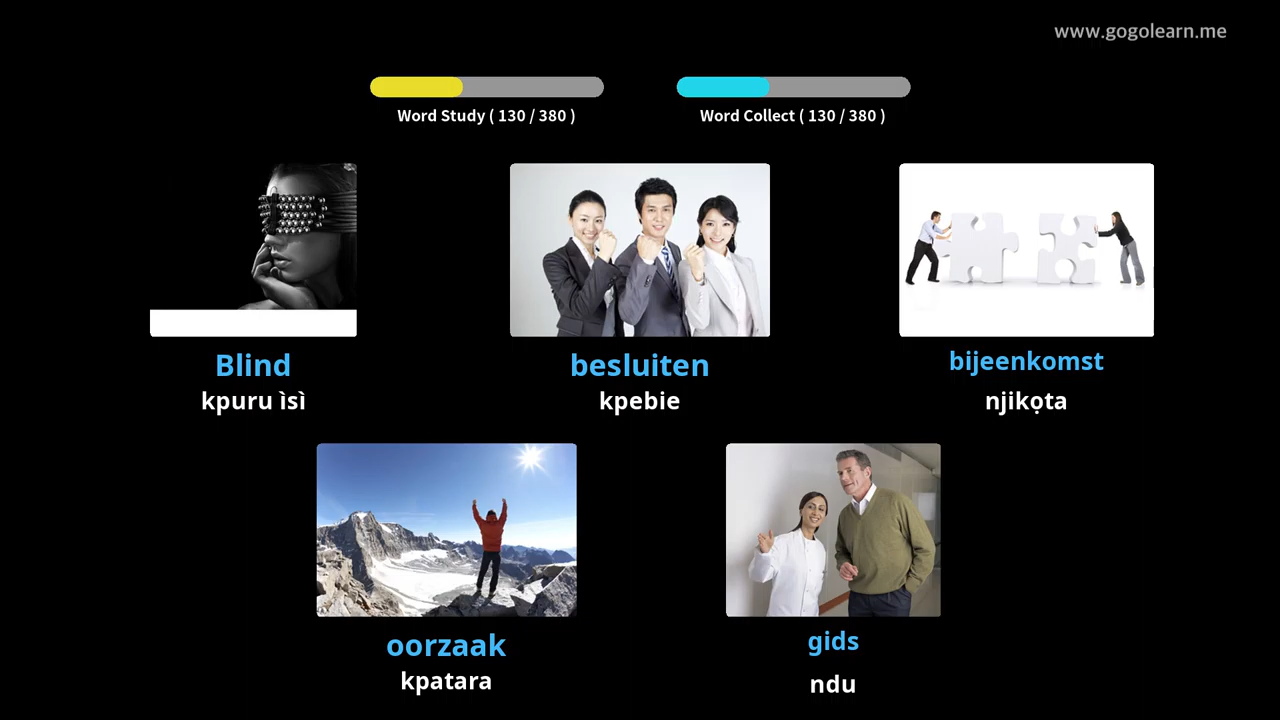 www.gogolearn.me
Word Study ( 130 / 380 )
Word Collect ( 130 / 380 )
Blind
kpuru ìsì
besluiten
kpebie
bijeenkomst
njikọta
oorzaak
kpatara
gids
ndu